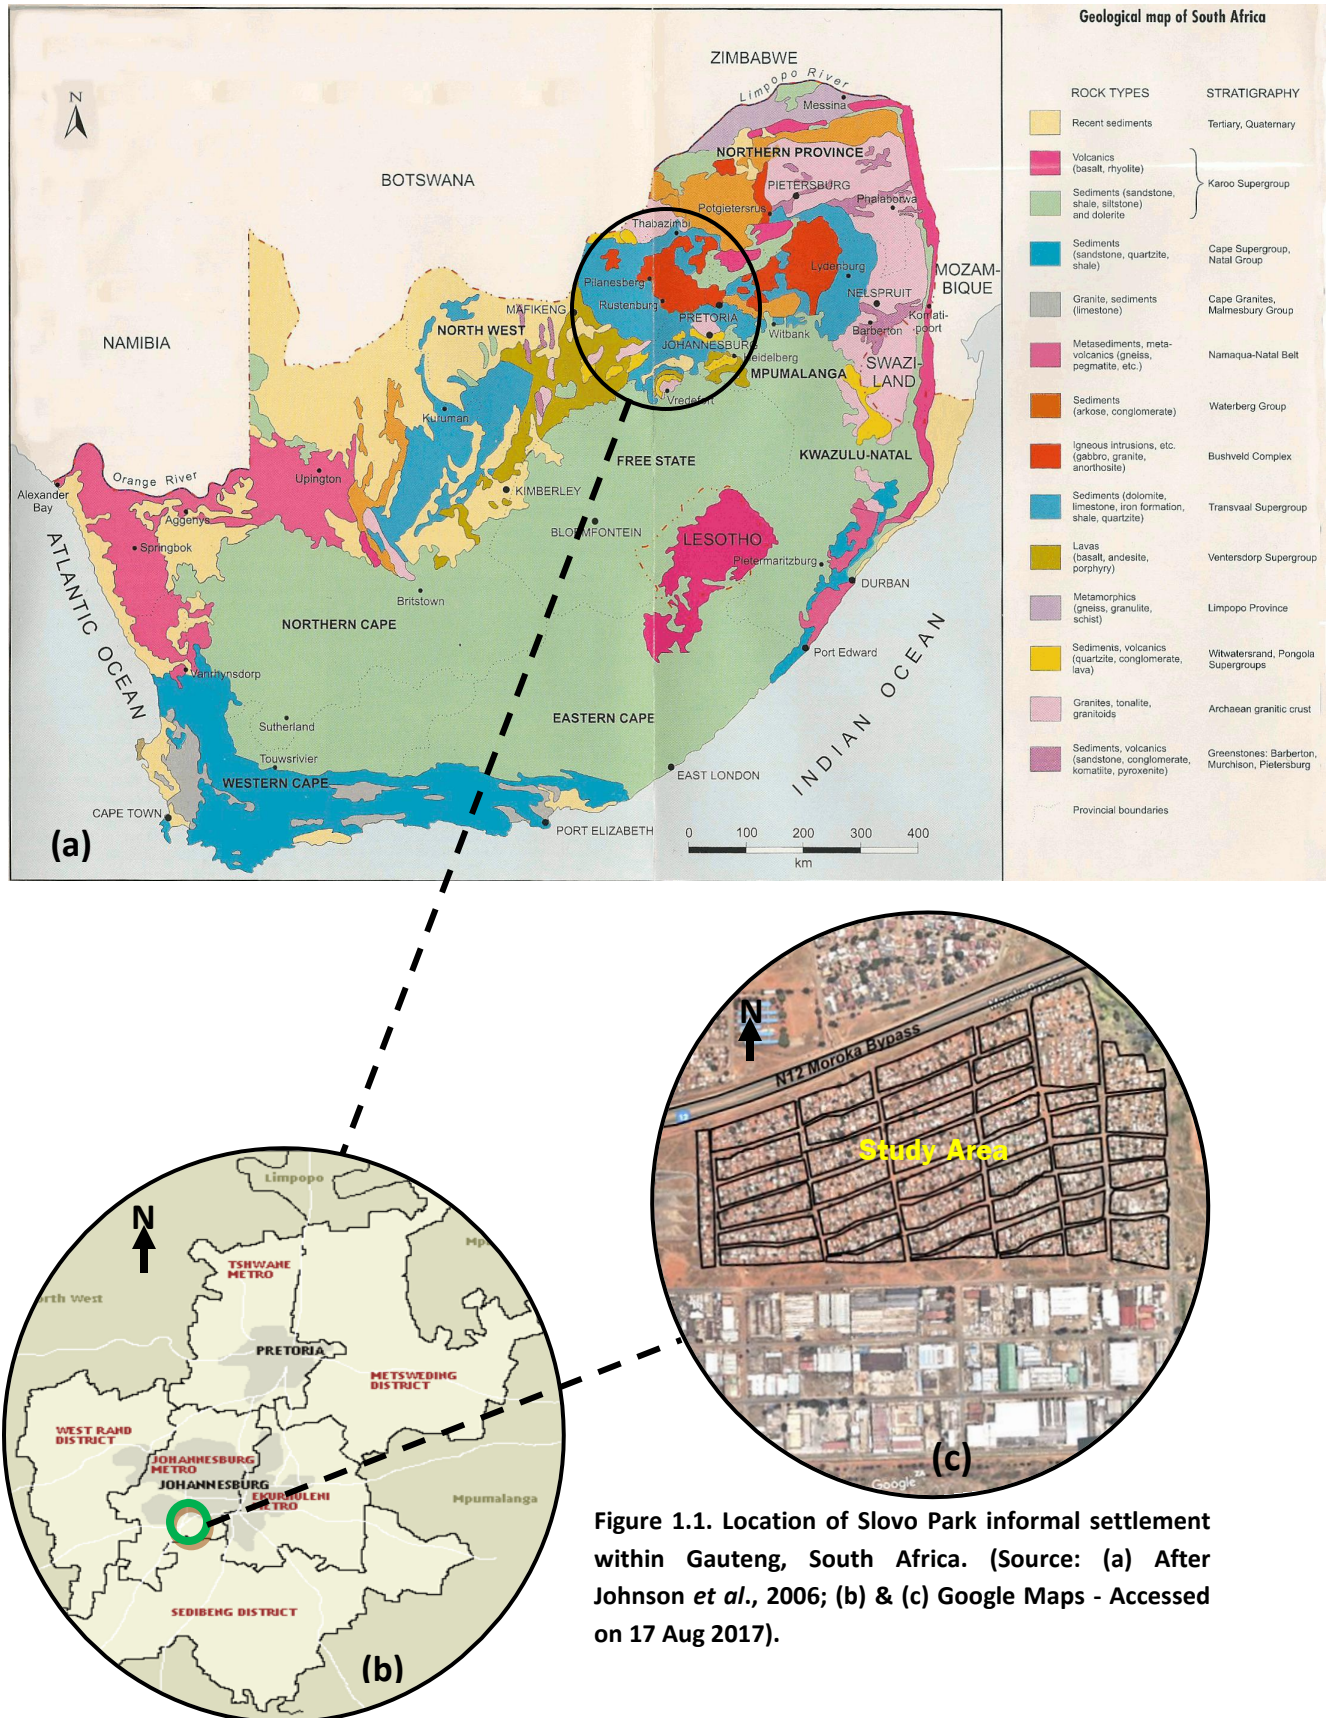 Geological map of South Africa
ZIMBABWE
Limpopo River
Messina
N
BOTSWANA
NORTHERN PROVINCE
PIETERSBURG
Phalaborwa
Potgietersrus
Thabazimbi
Lydenburg
MOZAM-
BIQUE
Pilanesberg
Rustenburg
NELSPRUIT
MAFIKENG
PRETORIA
Komati-
poort
NORTH WEST
Witbank
Barberton
NAMIBIA
JOHANNESBURG
Heidelberg
SWAZI-
LAND
MPUMALANGA
Vredefort
Kuruman
FREE STATE
KWAZULU-NATAL
Orange River
Upington
Alexander
Bay
KIMBERLEY
Aggenys
BLOEMFONTEIN
LESOTHO
Springbok
Pietermaritzburg
DURBAN
ATLANTIC OCEAN
Britstown
NORTHERN CAPE
Port Edward
Vanrhynsdorp
INDIAN OCEAN
Sutherland
EASTERN CAPE
Touwsrivier
WESTERN CAPE
EAST LONDON
CAPE TOWN
PORT ELIZABETH
(a)
0 100 200 300 400
km
ROCK TYPES STRATIGRAPHY
Recent sediments Tertiary, Quaternary
Volcanics
(basalt, rhyolite)
Karoo Supergroup
Sediments (sandstone,
shale, siltstone)
and dolerite
Sediments Cape Supergroup,
(sandstone, quartzite, Natal Group
shale)
Granite, sediments Cape Granites,
(limestone) Malmesbury Group
Metasediments, meta-
volcanics (gneiss, Namaqua-Natal Belt
pegmatite, etc.)
Sediments
(arkose, conglomerate) Waterberg Group
Igneous intrusions, etc.
(gabbro, granite, Bushveld Complex
anorthosite)
Sediments (dolomite,
limestone, iron formation, Transvaal Supergroup
shale, quartzite)
Lavas
(basalt, andesite, Ventersdorp Supergroup
porphyry)
Metamorphics
(gneiss, granulite, Limpopo Province
schist)
Sediments, volcanics Witwatersrand, Pongola
(quartzite, conglomerate, Supergroups
lava)
Granites, tonalite,
granitoids Archaean granitic crust
Sediments, volcanics Greenstones: Barberton,
(sandstone, conglomerate, Murchison, Pietersburg
komatiite, pyroxenite)
Provincial boundaries
N
N12 Moroka Bypass
12
Study Area
Google
ZA
(c)
Limpopo
N
TSHWANE
METRO
rth West
PRETORIA
METSWEDING
DISTRICT
WEST RAND
DISTRICT
JOHANNESBURG
METRO
JOHANNESBURG
EKURHULENI
METRO
Mpumalanga
SEDIBENG DISTRICT
(b)
Figure 1.1. Location of Slovo Park informal settlement
within Gauteng, South Africa. (Source: (a) After
Johnson et al., 2006; (b) & (c) Google Maps - Accessed
on 17 Aug 2017).